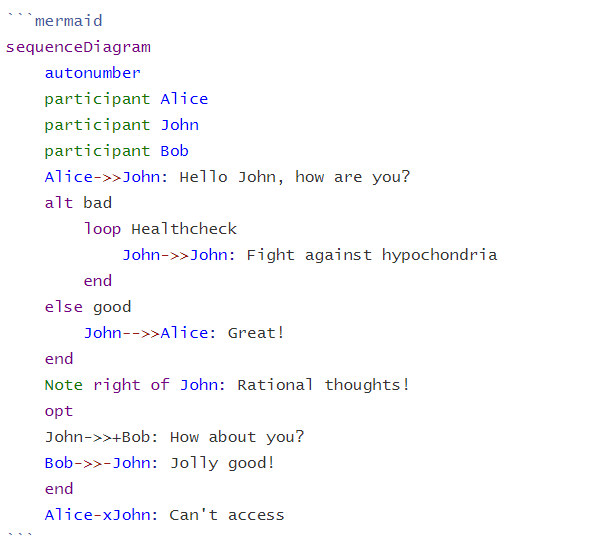 ```mermaid
sequenceDiagram
    autonumber
    participant Alice
    participant John
    participant Bob
    Alice->>John: Hello John, how are you?
    alt bad
        loop Healthcheck
            John->>John: Fight against hypochondria
        end
    else good
        John-->>Alice: Great!
    end
    Note right of John: Rational thoughts!
    opt
    John->>+Bob: How about you?
    Bob->>-John: Jolly good!
    end
    Alice-xJohn: Can't access
```